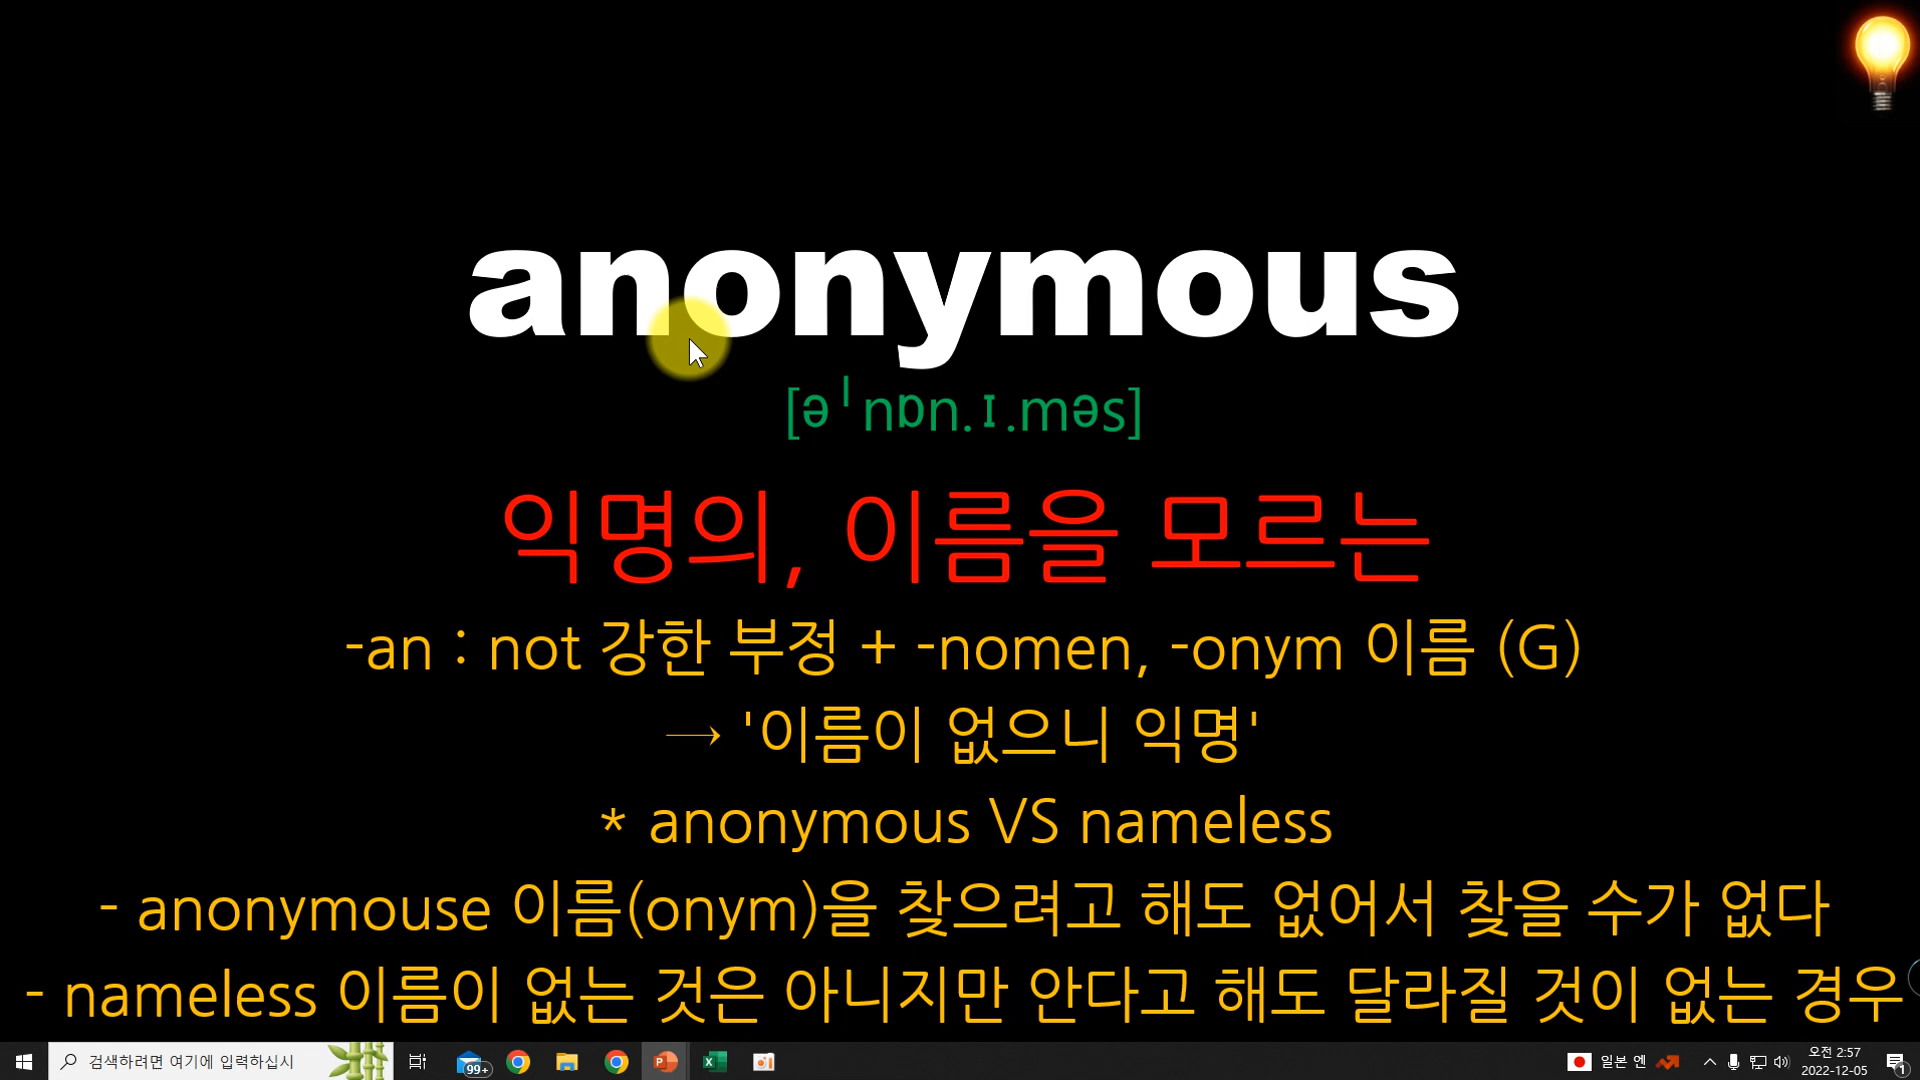 anonymous
[əˈnɒn.ɪ.məs]
익명의, 이름을 모르는
-an : not 강한 부정 + -nomen, -onym 이름 (G)
→ '이름이 없으니 익명'
* anonymous VS nameless
- anonymouse 이름(onym)을 찾으려고 해도 없어서 찾을 수가 없다
- nameless 이름이 없는 것은 아니지만 안다고 해도 달라질 것이 없는 경우
검색하려면 여기에 입력하십시
99+
일본 엔
오전 2:57
2022-12-05
1